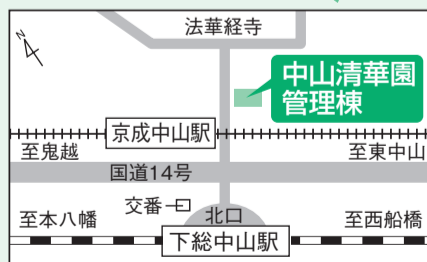 法華経寺
N
中山清華園
管理棟
京成中山駅
至鬼越
至東中山
国道14号
交番
北口
至本八幡
至西船橋
下総中山駅